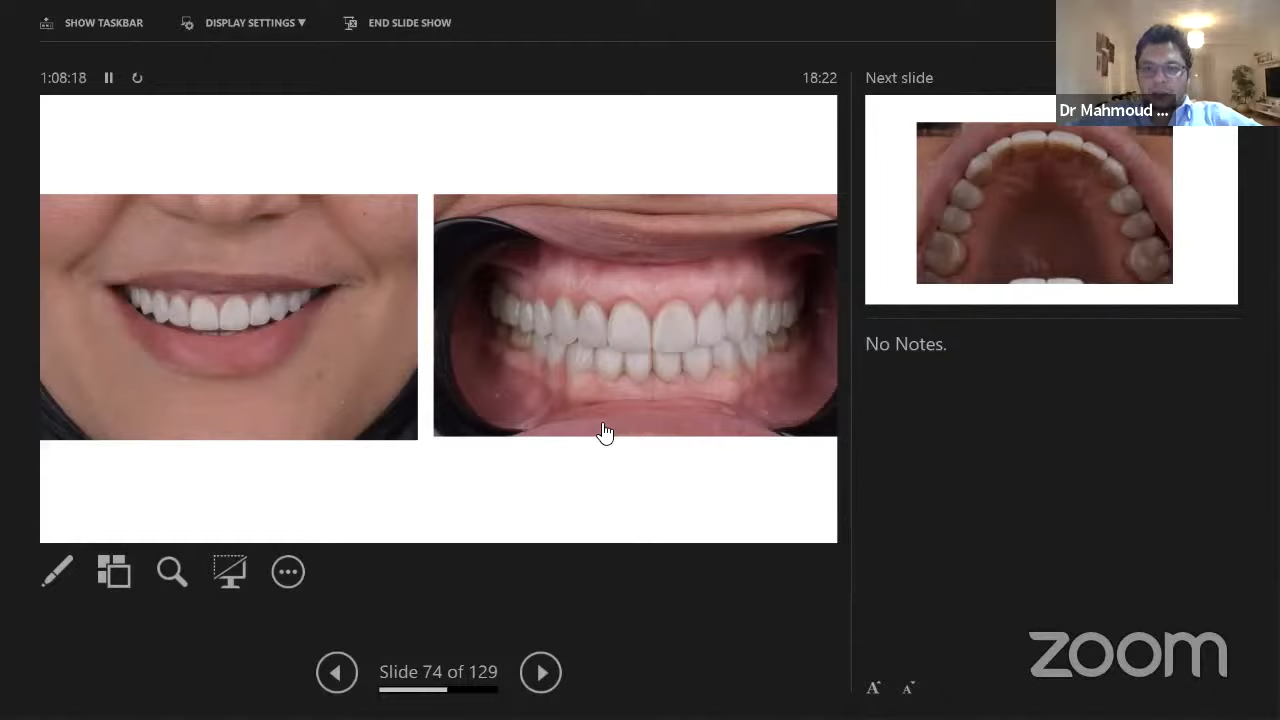 SHOW TASKBAR DISPLAY SETTINGS ▼ END SLIDE SHOW
1:08:18 18:22 Next slide
Dr Mahmoud ...
No Notes.
Slide 74 of 129
A A
zoom